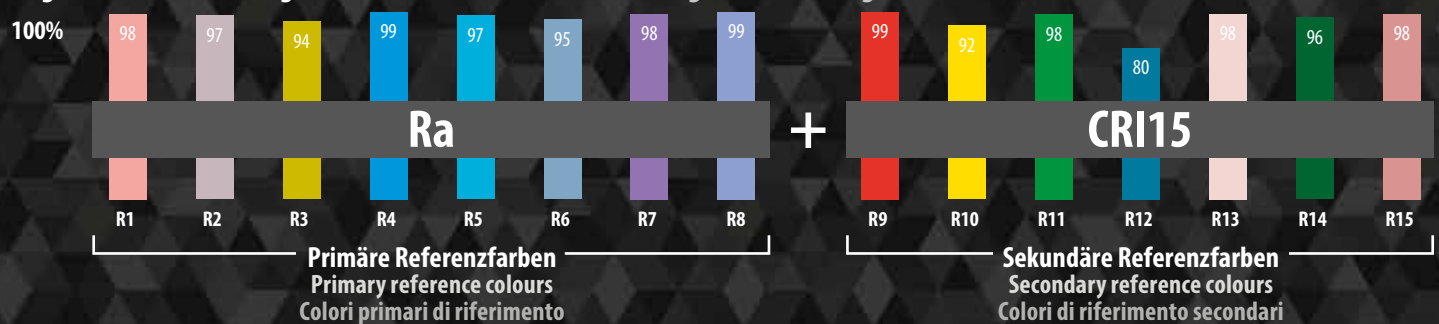 100%
98 97 94 99 97 95 98 99 99 92 98 80 98 96 98
Ra + CRI15
R1 R2 R3 R4 R5 R6 R7 R8 R9 R10 R11 R12 R13 R14 R15
Primäre Referenzfarben
Primary reference colours
Colori primari di riferimento
Sekundäre Referenzfarben
Secondary reference colours
Colori di riferimento secondari